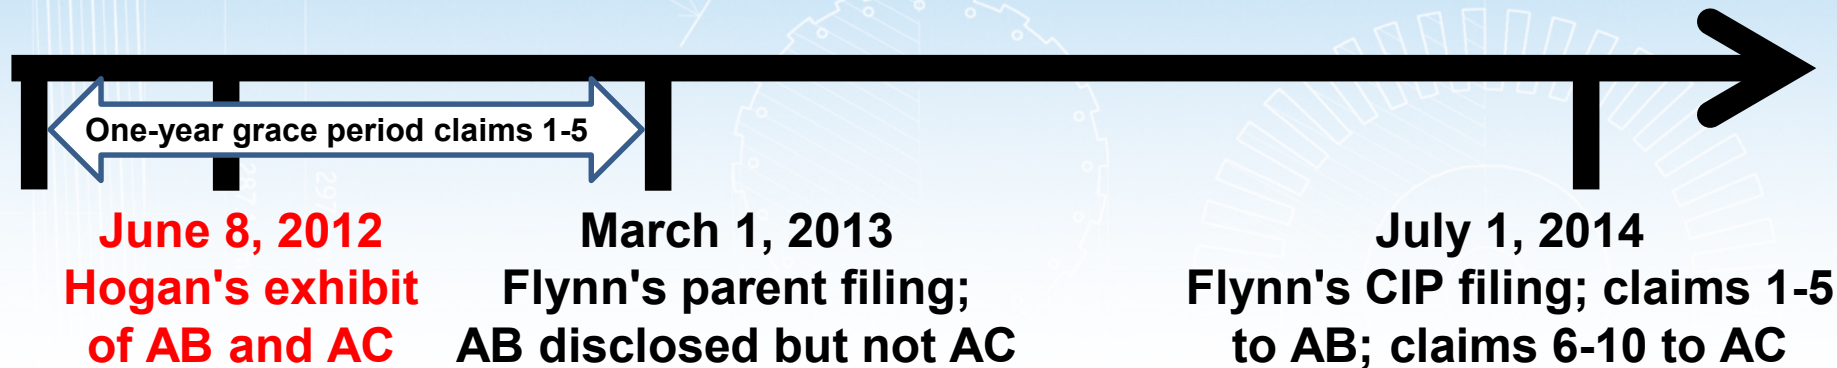 One-year grace period claims 1-5
June 8, 2012
Hogan's exhibit
of AB and AC
March 1, 2013
Flynn's parent filing;
AB disclosed but not AC
July 1, 2014
Flynn's CIP filing; claims 1-5
to AB; claims 6-10 to AC